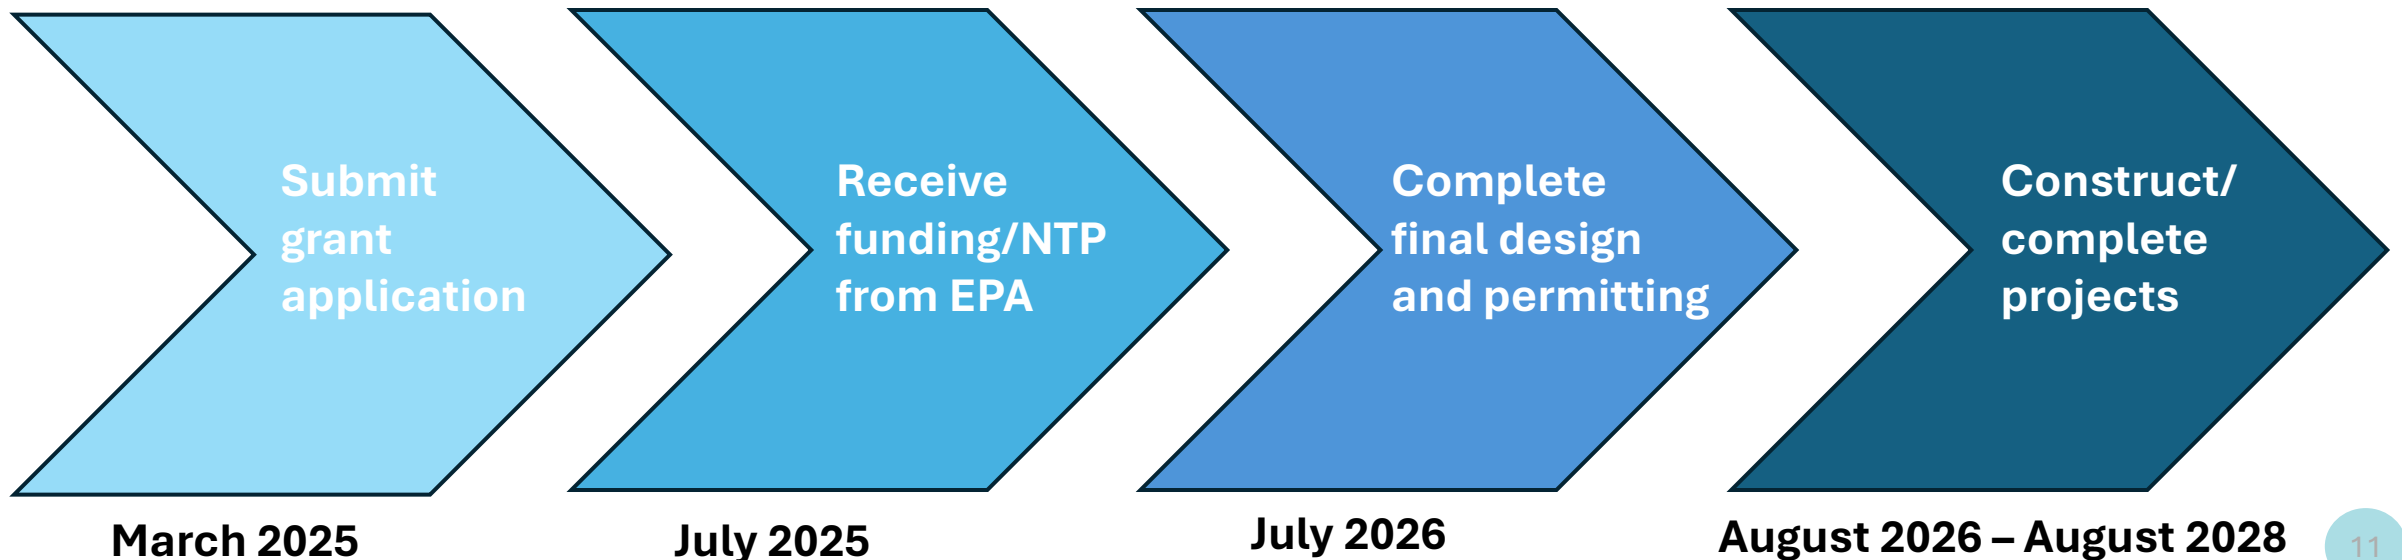 Submit
grant
application
Receive
funding/NTP
from EPA
Complete
final design
and permitting
Construct/
complete
projects
March 2025
July 2025
July 2026
August 2026 – August 2028
11